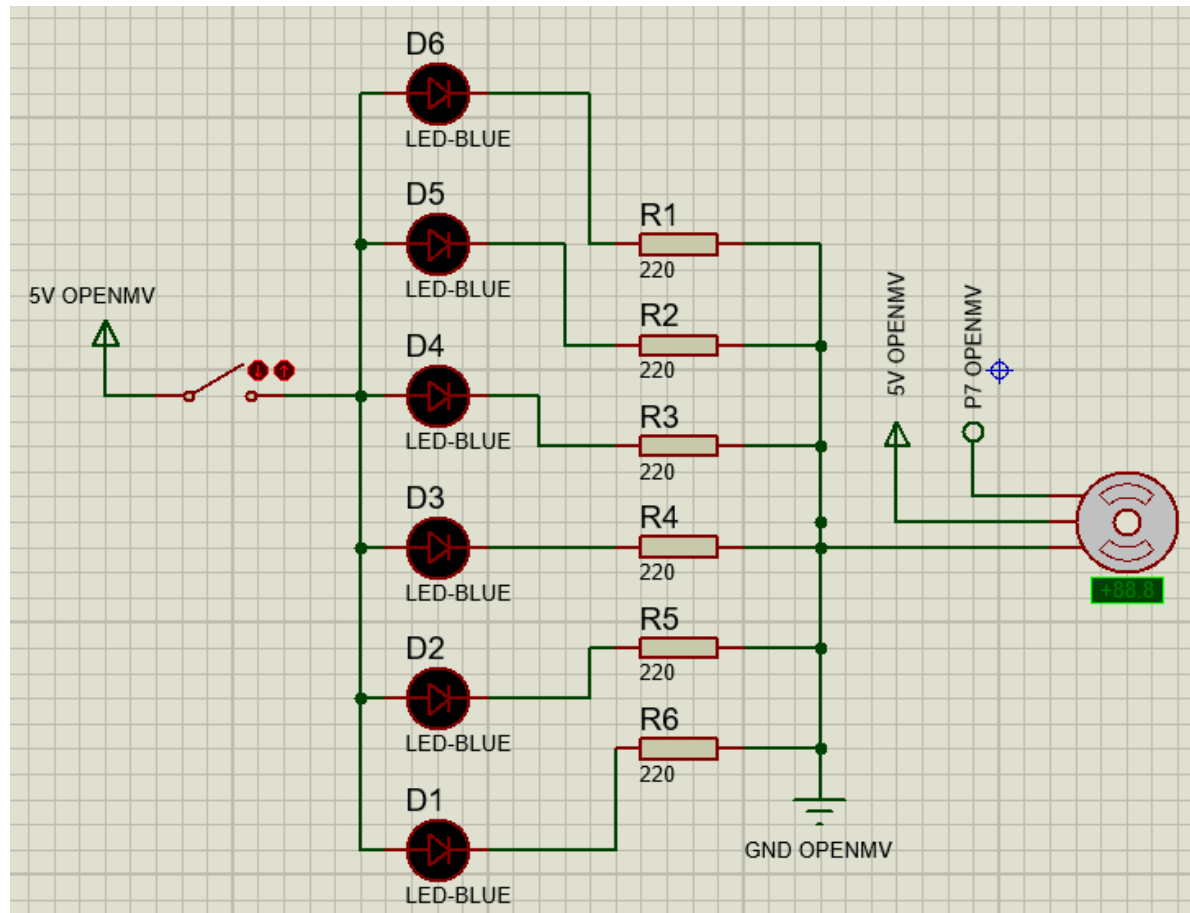 D6
LED-BLUE
D5
LED-BLUE
R1
220
5V OPENMV
R2
220
D4
LED-BLUE
R3
220
5V OPENMV
P7 OPENMV
D3
LED-BLUE
R4
220
+88.8
D2
LED-BLUE
R5
220
R6
220
D1
LED-BLUE
GND OPENMV